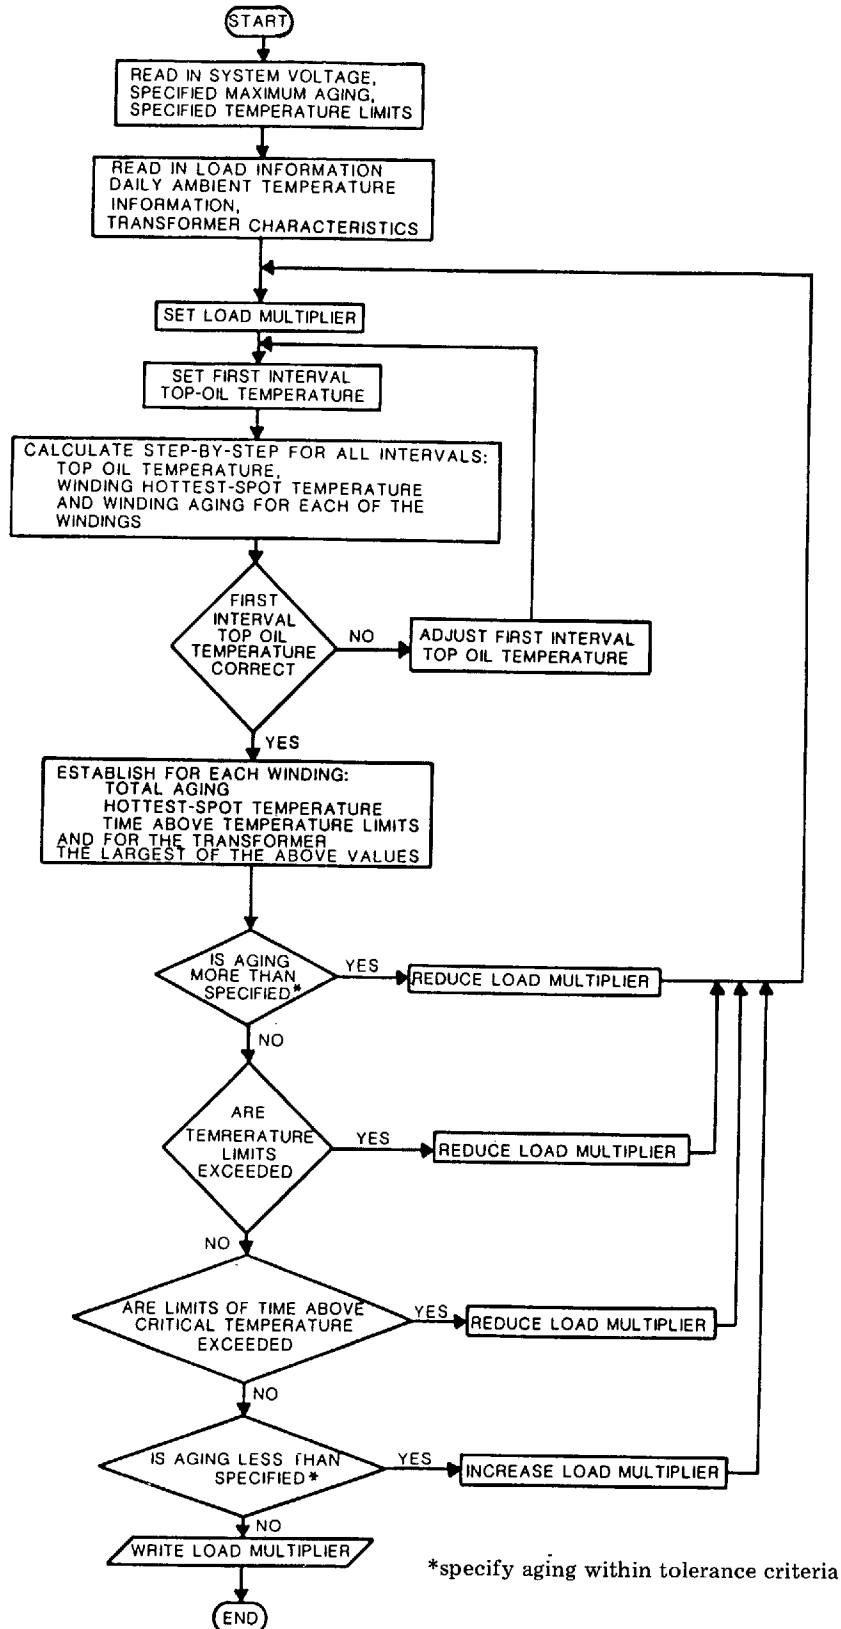 START
READ IN SYSTEM VOLTAGE,
SPECIFIED MAXIMUM AGING,
SPECIFIED TEMPERATURE LIMITS
READ IN LOAD INFORMATION
DAILY AMBIENT TEMPERATURE
INFORMATION,
TRANSFORMER CHARACTERISTICS
SET LOAD MULTIPLIER
SET FIRST INTERVAL
TOP-OIL TEMPERATURE
CALCULATE STEP-BY-STEP FOR ALL INTERVALS:
TOP OIL TEMPERATURE,
WINDING HOTTEST-SPOT TEMPERATURE
AND WINDING AGING FOR EACH OF THE
WINDINGS
FIRST
INTERVAL
TOP OIL
TEMPERATURE
CORRECT
NO
ADJUST FIRST INTERVAL
TOP OIL TEMPERATURE
YES
ESTABLISH FOR EACH WINDING:
TOTAL AGING
HOTTEST-SPOT TEMPERATURE
TIME ABOVE TEMPERATURE LIMITS
AND FOR THE TRANSFORMER
THE LARGEST OF THE ABOVE VALUES
IS AGING
MORE THAN
SPECIFIED*
YES
REDUCE LOAD MULTIPLIER
NO
ARE
TEMRERATURE
LIMITS
EXCEEDED
YES
REDUCE LOAD MULTIPLIER
NO
ARE LIMITS OF TIME ABOVE
CRITICAL TEMPERATURE
EXCEEDED
YES
REDUCE LOAD MULTIPLIER
NO
IS AGING LESS THAN
SPECIFIED*
YES
INCREASE LOAD MULTIPLIER
NO
WRITE LOAD MULTIPLIER
*specify aging within tolerance criteria
END